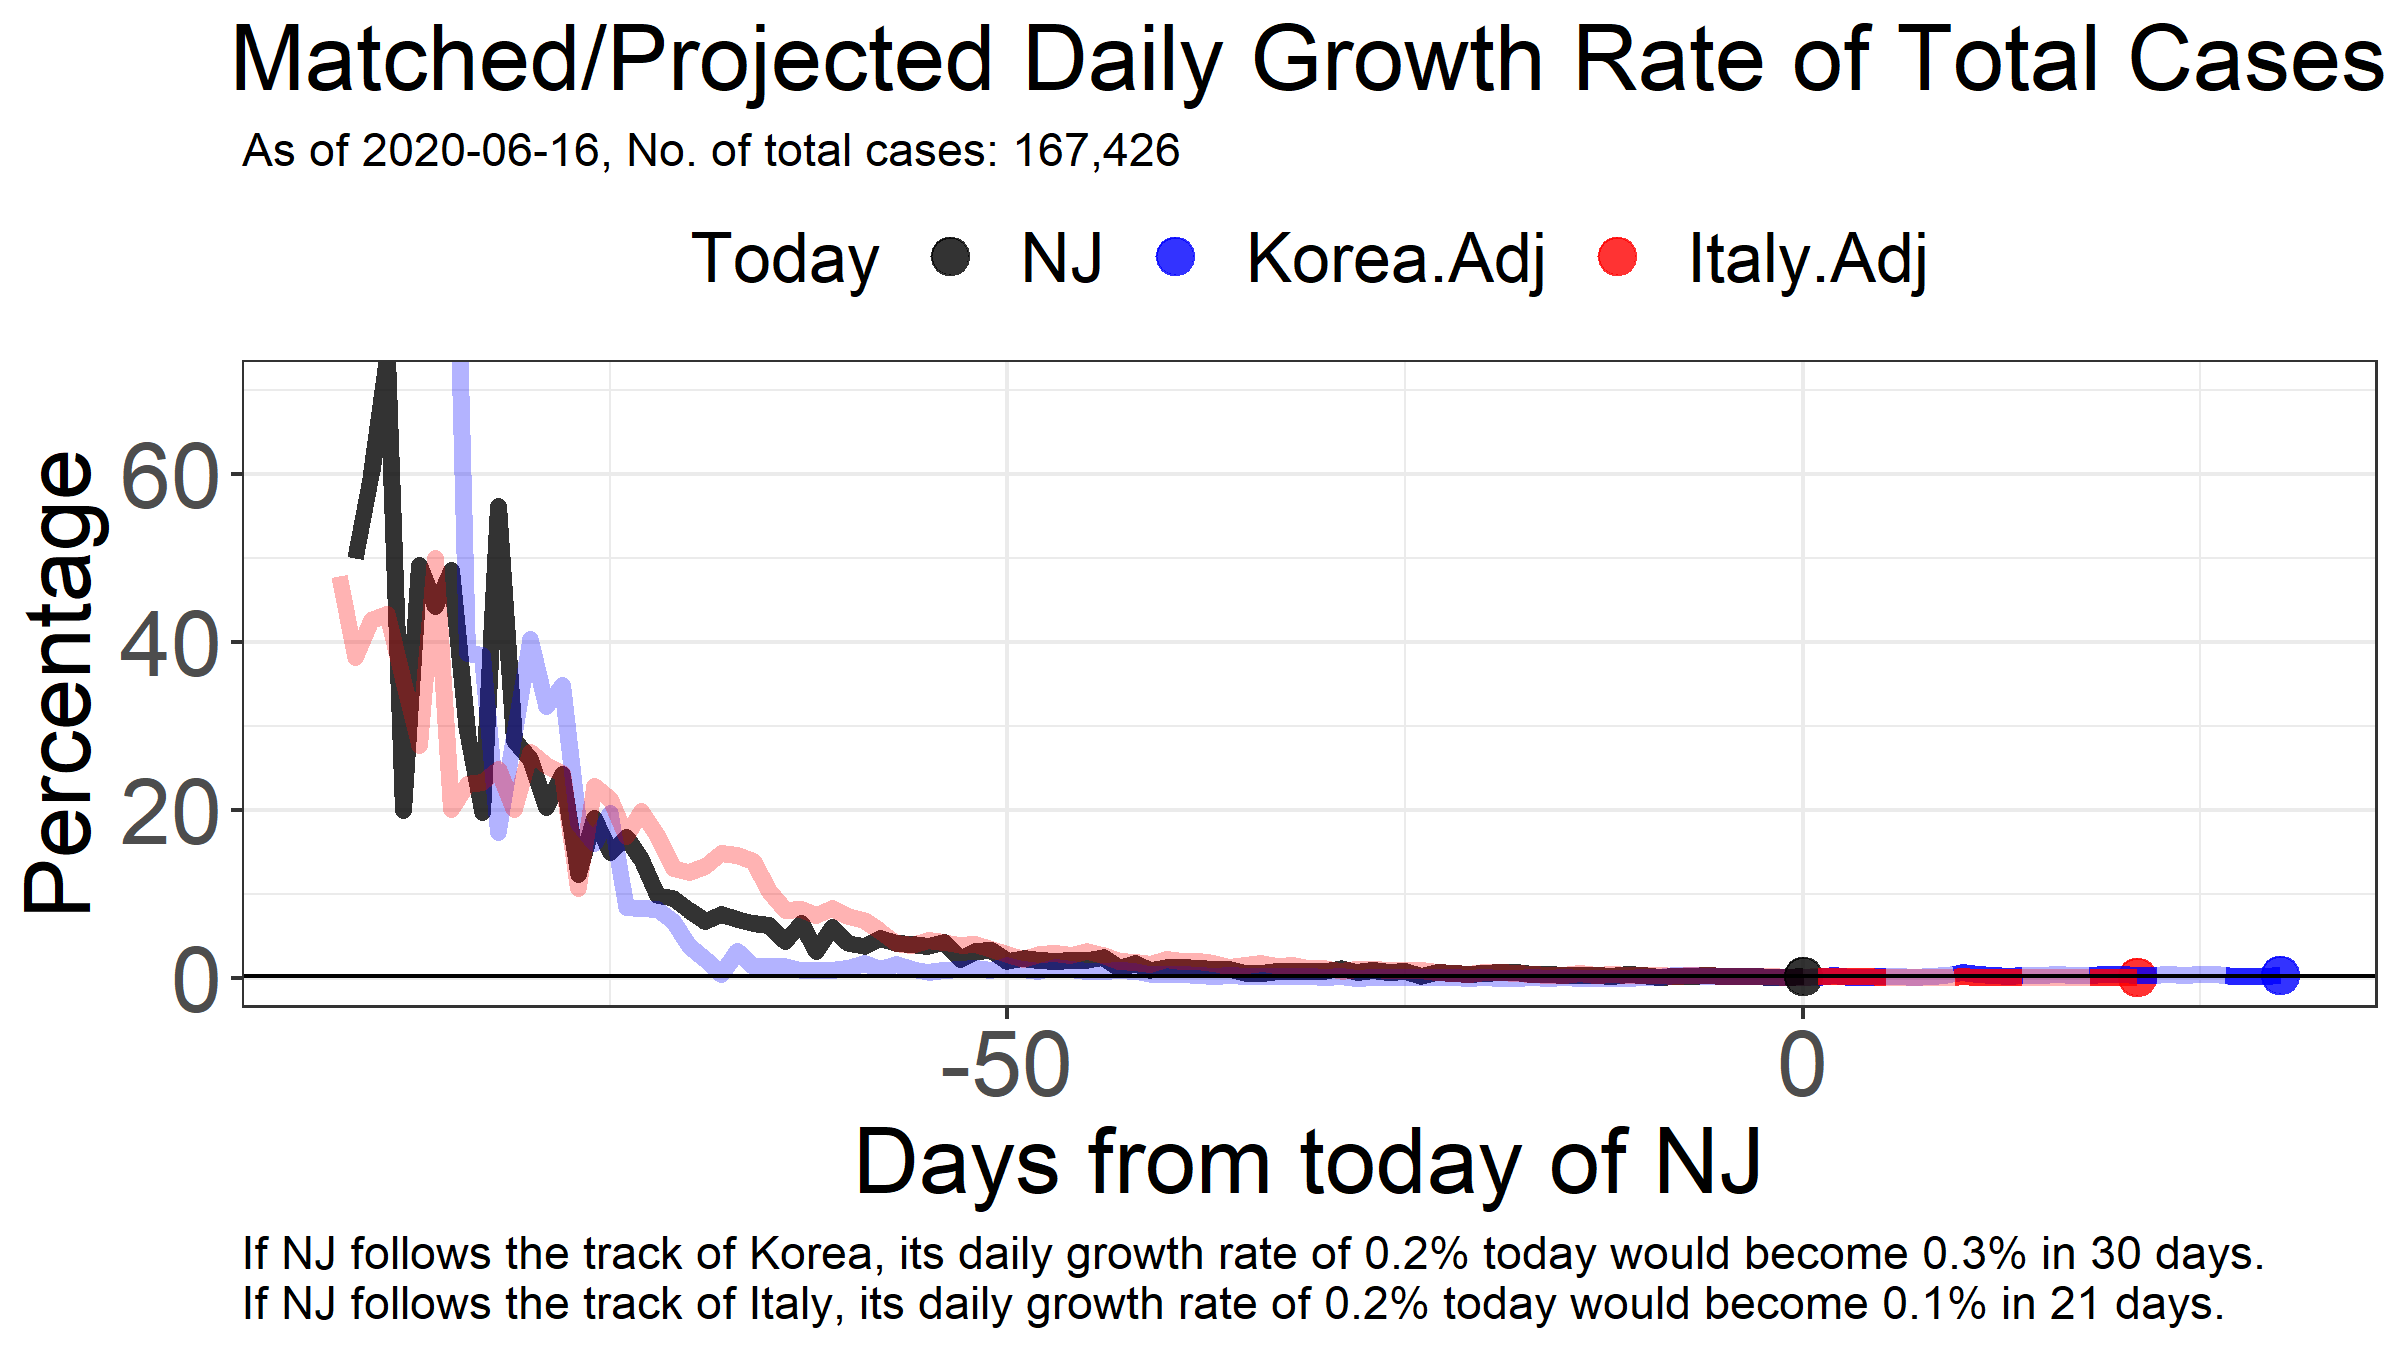 Matched/Projected Daily Growth Rate of Total Cases
As of 2020-06-16, No. of total cases: 167,426
Today NJ Korea.Adj Italy.Adj
Percentage
60
40
20
0
-50 0
Days from today of NJ
If NJ follows the track of Korea, its daily growth rate of 0.2% today would become 0.3% in 30 days.
If NJ follows the track of Italy, its daily growth rate of 0.2% today would become 0.1% in 21 days.